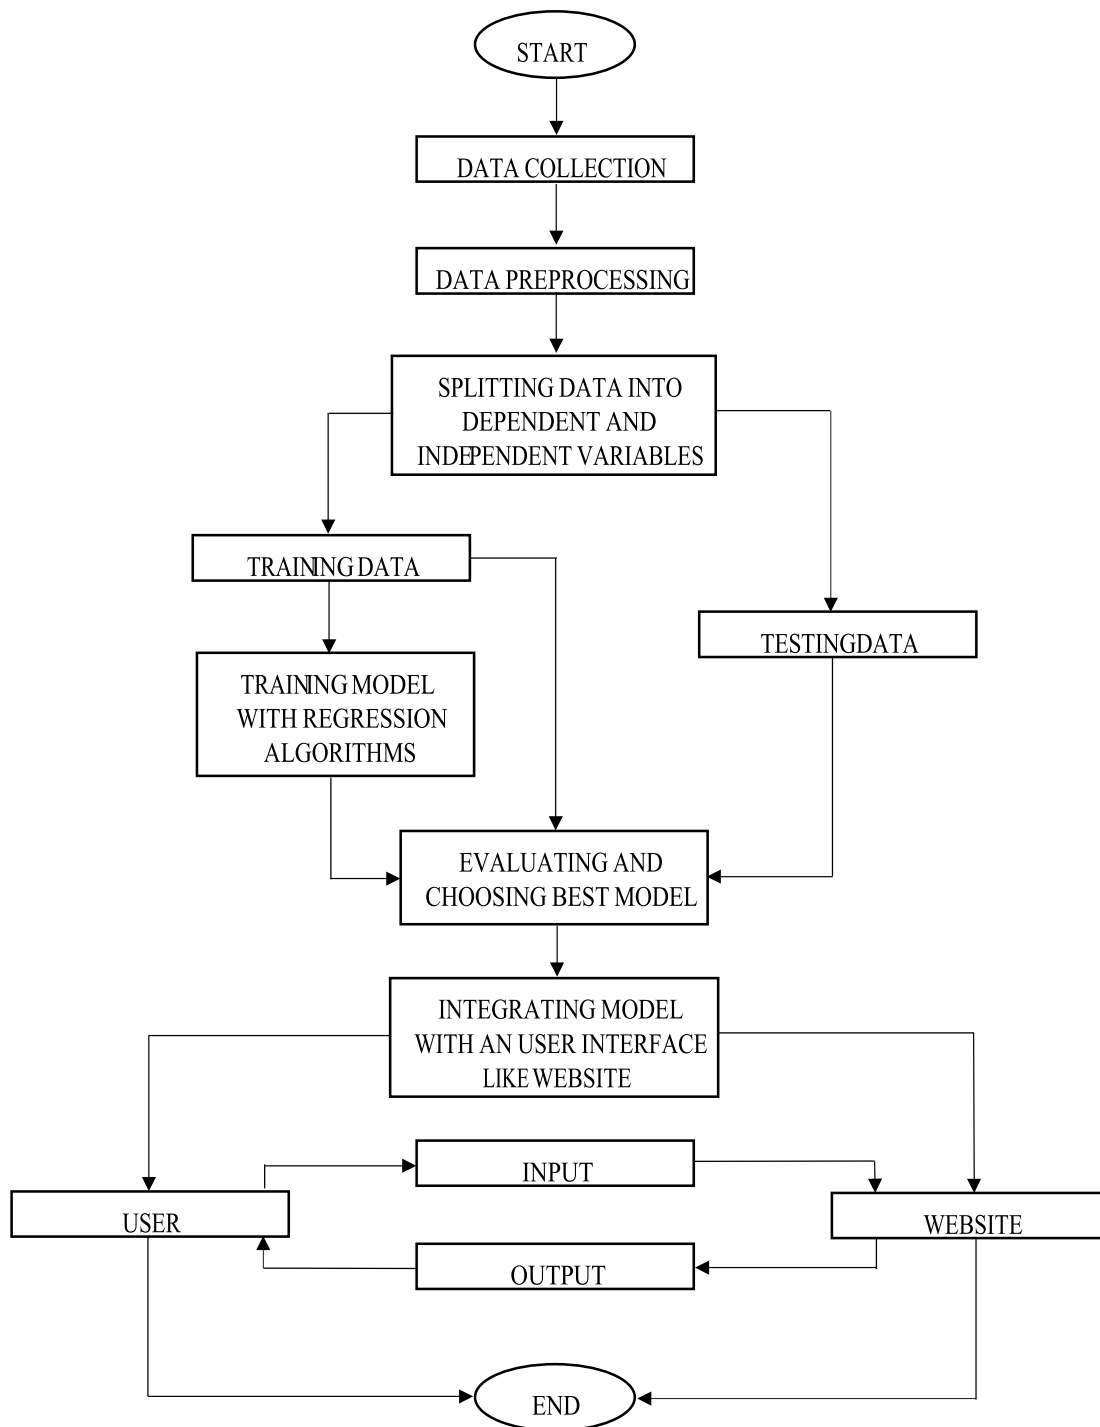 START
DATA COLLECTION
DATA PREPROCESSING
SPLITTING DATA INTO
DEPENDENT AND
INDEPENDENT VARIABLES
TRAINING DATA
TESTINGDATA
TRAINING MODEL
WITH REGRESSION
ALGORITHMS
EVALUATING AND
CHOOSING BEST MODEL
INTEGRATING MODEL
WITH AN USER INTERFACE
LIKE WEBSITE
INPUT
USER
WEBSITE
OUTPUT
END